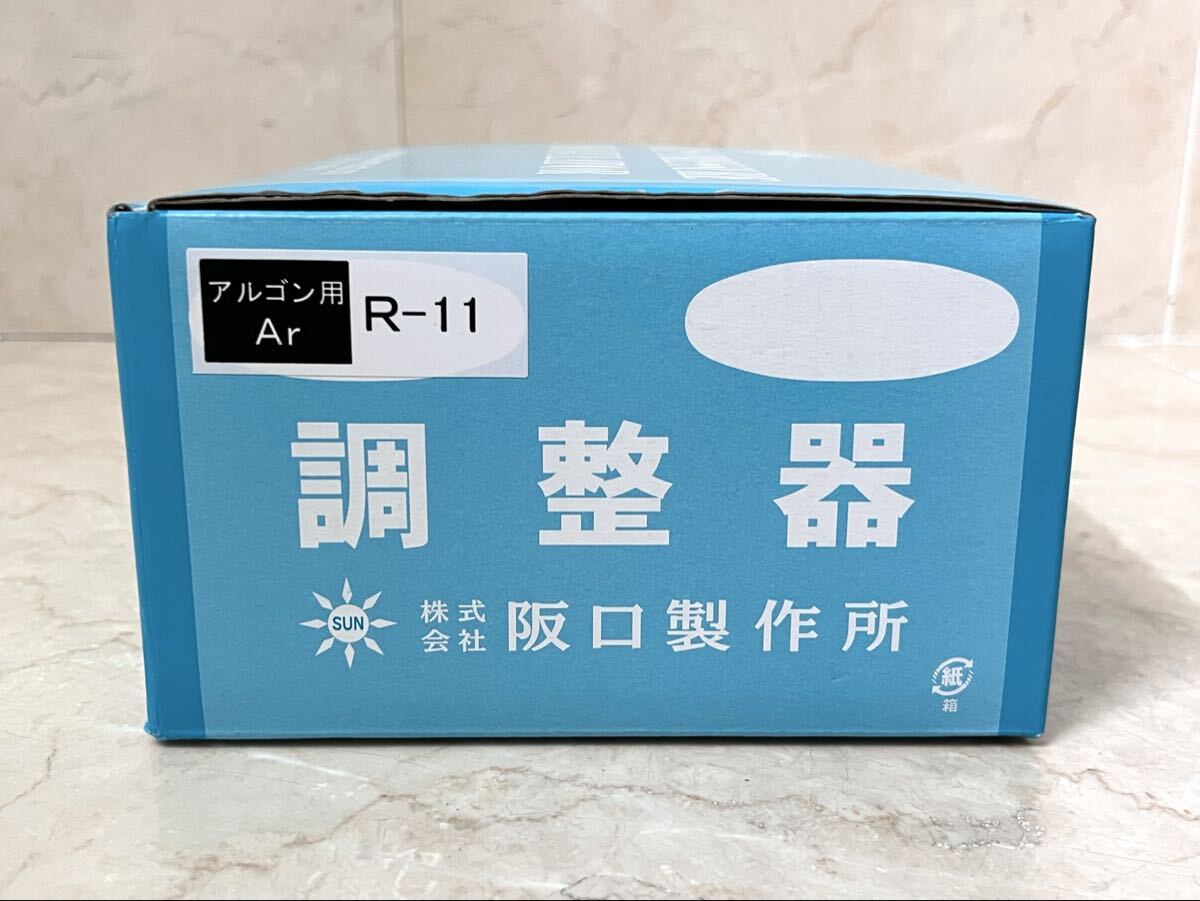 アルゴン用
Ar
R-11
調整器
SUN
株式会社 阪口製作所
紙
箱